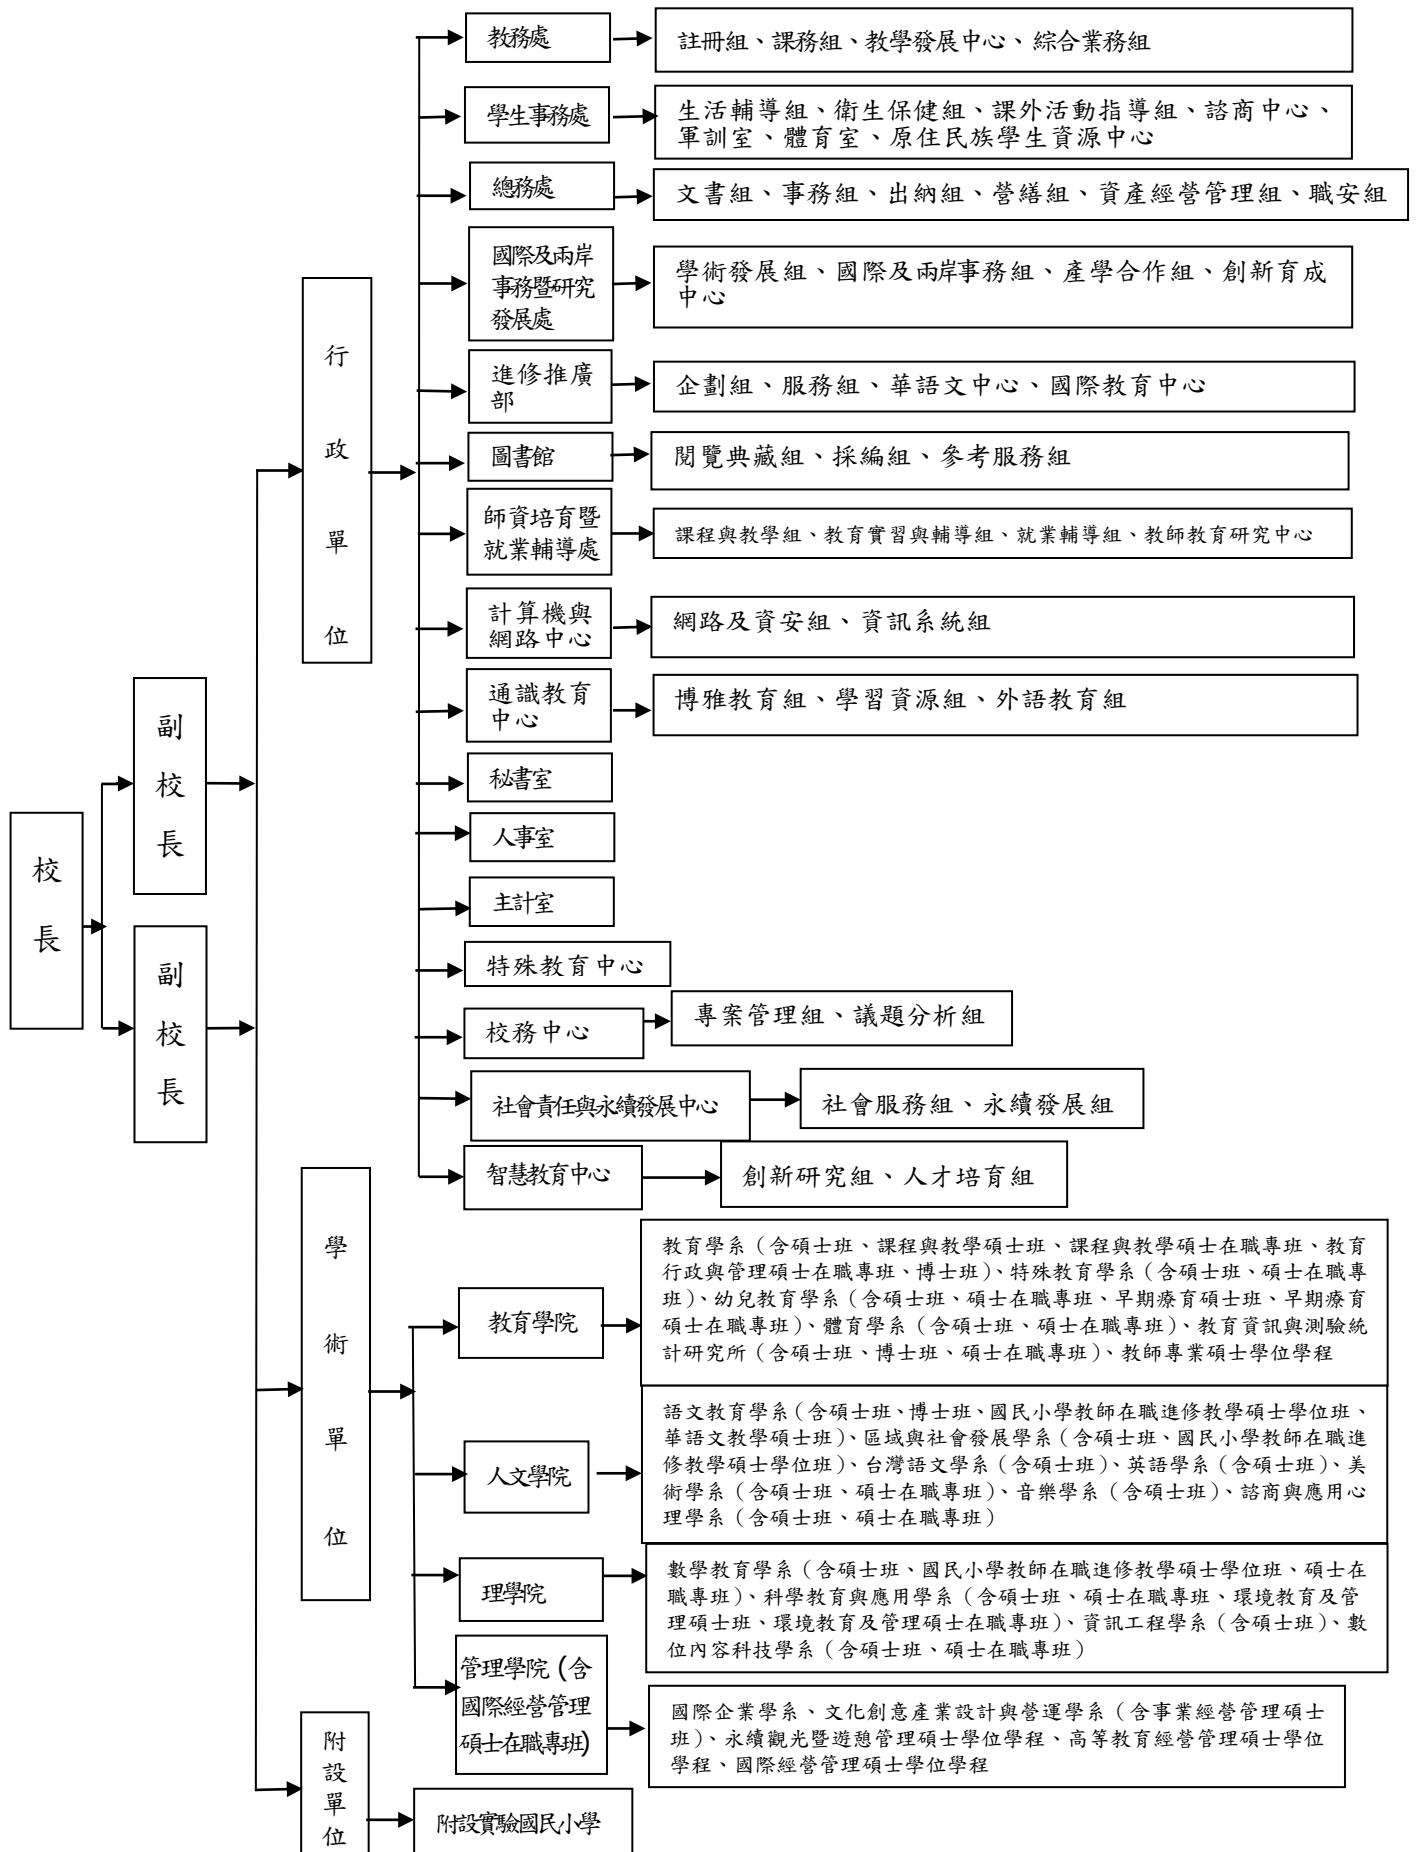 校長
副校長
副校長
行政單位
教務處
註冊組、課務組、教學發展中心、綜合業務組
學生事務處
生活輔導組、衛生保健組、課外活動指導組、諮商中心、
軍訓室、體育室、原住民族學生資源中心
總務處
文書組、事務組、出納組、營繕組、資產經營管理組、職安組
國際及兩岸
事務暨研究
發展處
學術發展組、國際及兩岸事務組、產學合作組、創新育成
中心
進修推廣
部
企劃組、服務組、華語文中心、國際教育中心
圖書館
閱覽典藏組、採編組、參考服務組
師資培育暨
就業輔導處
課程與教學組、教育實習與輔導組、就業輔導組、教師教育研究中心
計算機與
網路中心
網路及資安組、資訊系統組
通識教育
中心
博雅教育組、學習資源組、外語教育組
秘書室
人事室
主計室
特殊教育中心
校務中心
專案管理組、議題分析組
社會責任與永續發展中心
社會服務組、永續發展組
智慧教育中心
創新研究組、人才培育組
學術單位
教育學院
教育學系（含碩士班、課程與教學碩士班、課程與教學碩士在職專班、教育
行政與管理碩士在職專班、博士班）、特殊教育學系（含碩士班、碩士在職專
班）、幼兒教育學系（含碩士班、碩士在職專班、早期療育碩士班、早期療育
碩士在職專班）、體育學系（含碩士班、碩士在職專班）、教育資訊與測驗統
計研究所（含碩士班、博士班、碩士在職專班）、教師專業碩士學位學程
人文學院
語文教育學系（含碩士班、博士班、國民小學教師在職進修教學碩士學位班、
華語文教學碩士班）、區域與社會發展學系（含碩士班、國民小學教師在職進
修教學碩士學位班）、台灣語文學系（含碩士班）、英語學系（含碩士班）、美
術學系（含碩士班、碩士在職專班）、音樂學系（含碩士班）、諮商與應用心
理學系（含碩士班、碩士在職專班）
理學院
數學教育學系（含碩士班、國民小學教師在職進修教學碩士學位班、碩士在
職專班）、科學教育與應用學系（含碩士班、碩士在職專班、環境教育及管
理碩士班、環境教育及管理碩士在職專班）、資訊工程學系（含碩士班）、數
位內容科技學系（含碩士班、碩士在職專班）
管理學院(含
國際經營管理
碩士在職專班)
國際企業學系、文化創意產業設計與營運學系（含事業經營管理碩士
班）、永續觀光暨遊憩管理碩士學位學程、高等教育經營管理碩士學位
學程、國際經營管理碩士學位學程
附設單位
附設實驗國民小學